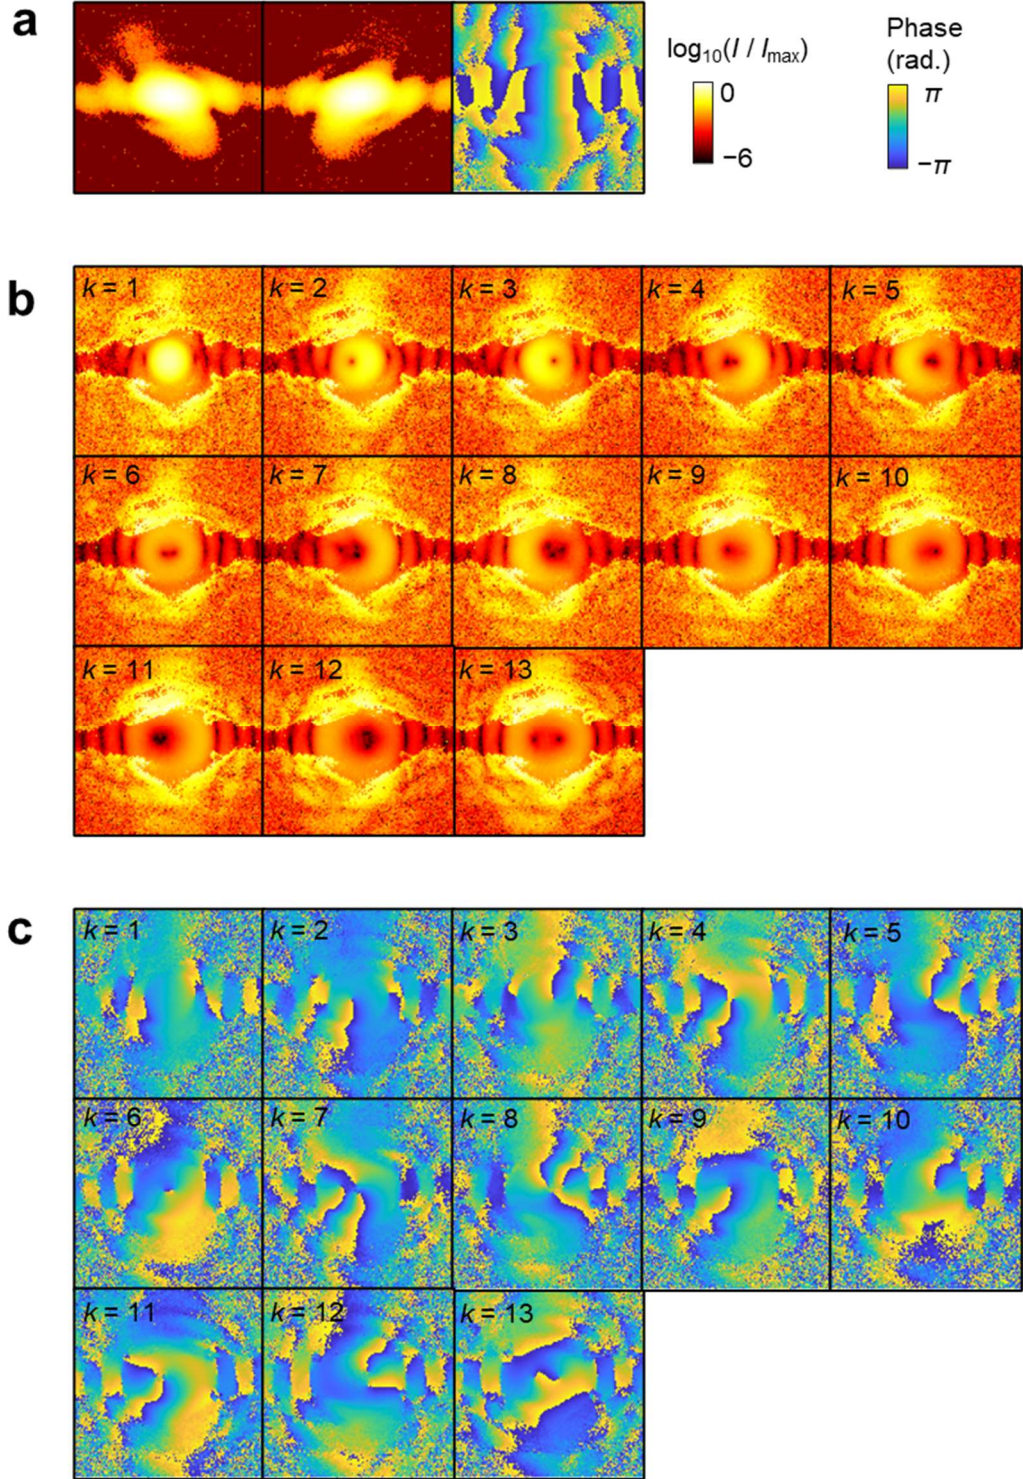 a
log₁₀(I / Iₘₐₓ)
0
−6
Phase
(rad.)
π
−π
b
k = 1 k = 2 k = 3 k = 4 k = 5
k = 6 k = 7 k = 8 k = 9 k = 10
k = 11 k = 12 k = 13
c
k = 1 k = 2 k = 3 k = 4 k = 5
k = 6 k = 7 k = 8 k = 9 k = 10
k = 11 k = 12 k = 13